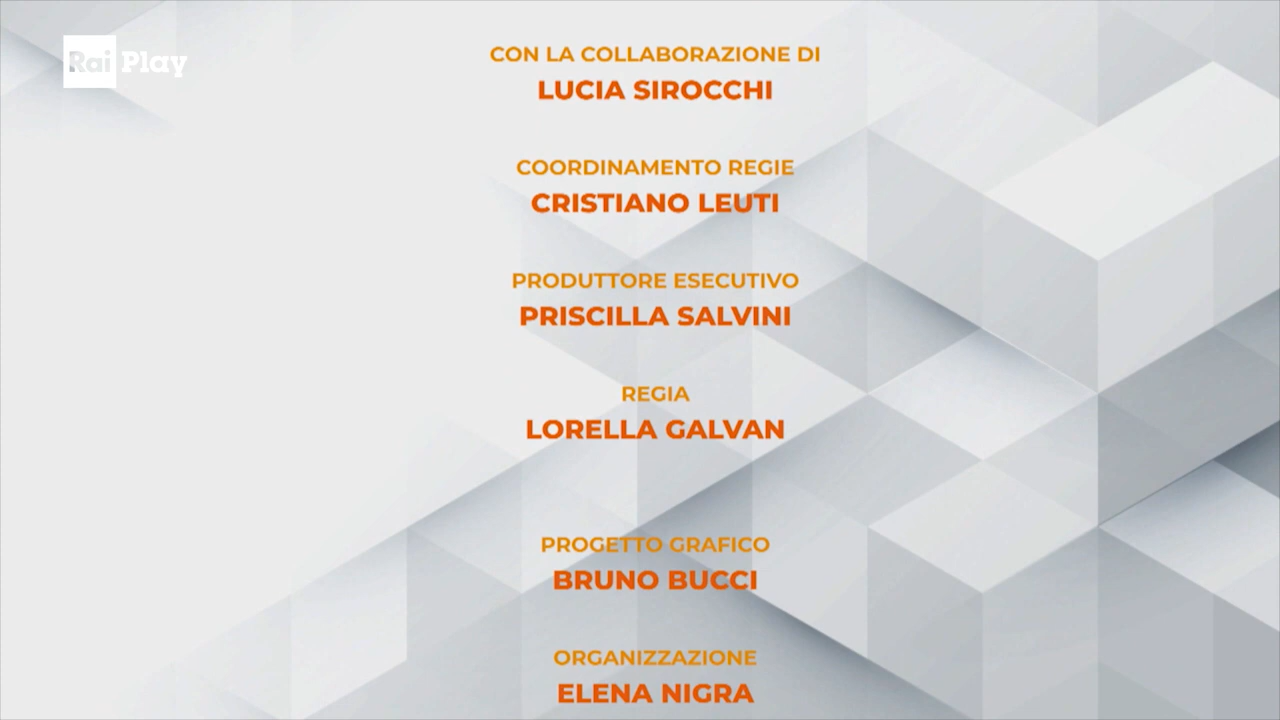 Rai Play
CON LA COLLABORAZIONE DI
LUCIA SIROCCHI
COORDINAMENTO REGIE
CRISTIANO LEUTI
PRODUTTORE ESECUTIVO
PRISCILLA SALVINI
REGIA
LORELLA GALVAN
PROGETTO GRAFICO
BRUNO BUCCI
ORGANIZZAZIONE
ELENA NIGRA